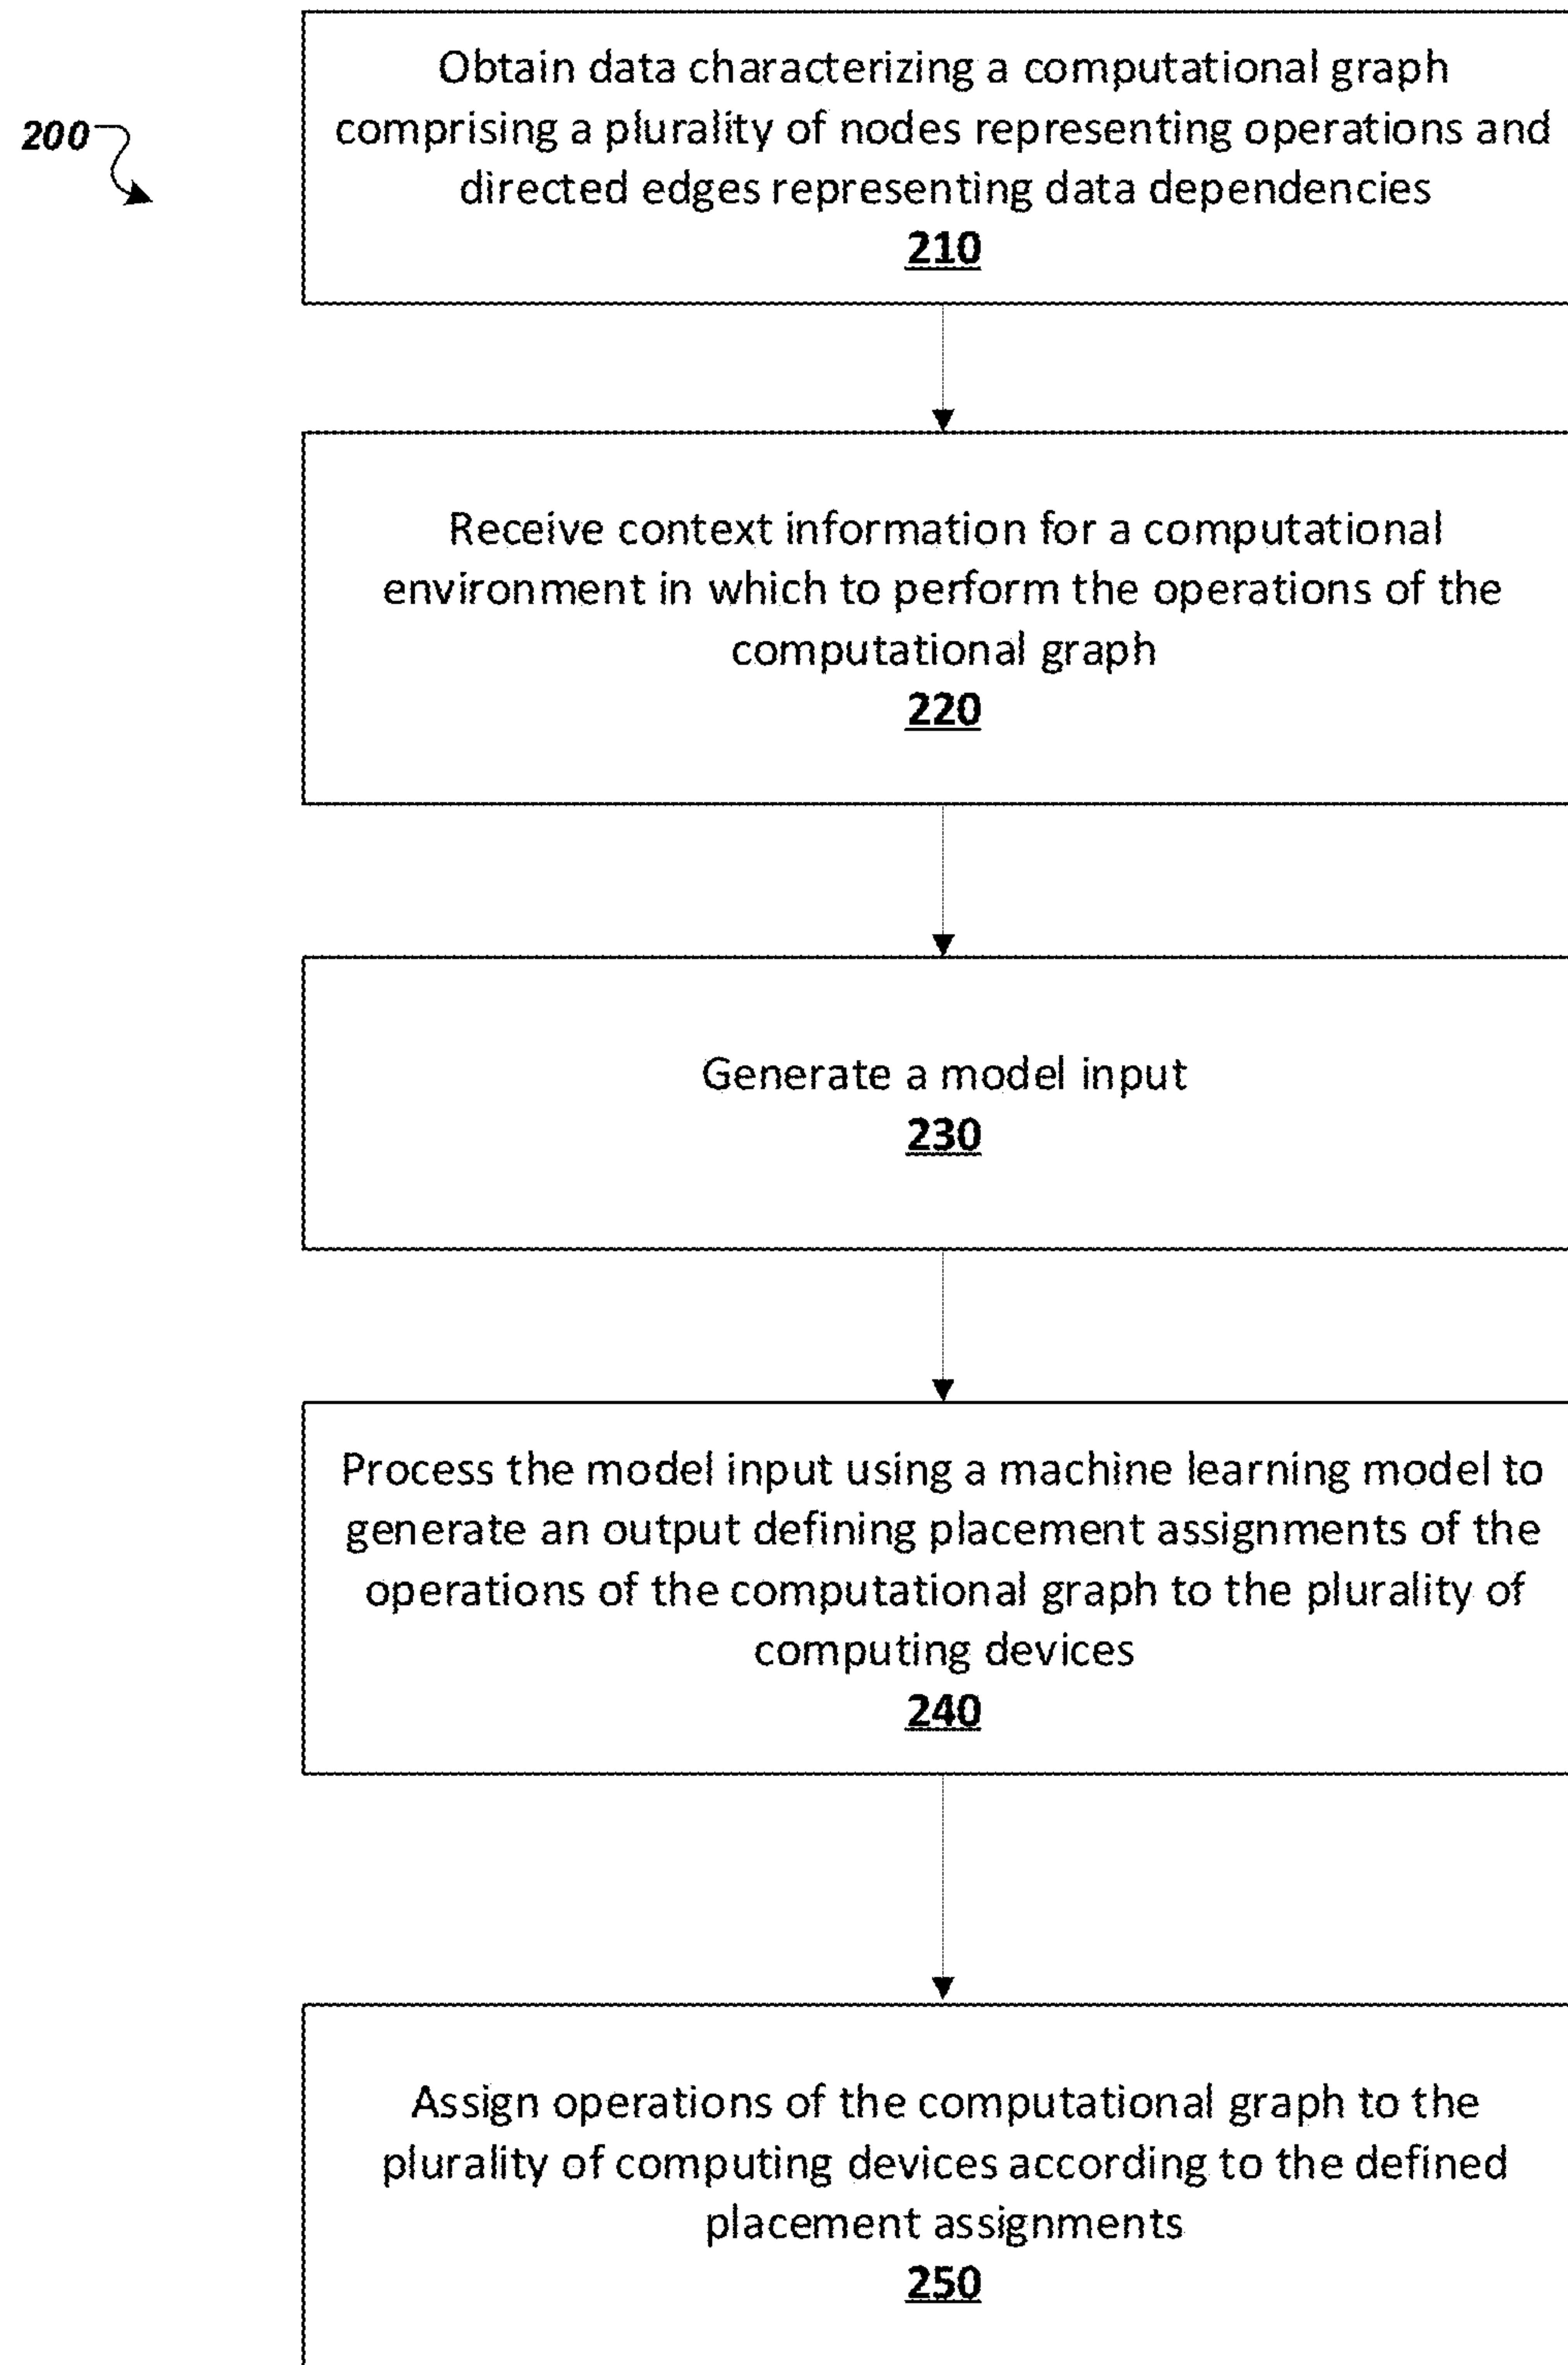 Obtain data characterizing a computational graph
comprising a plurality of nodes representing operations and
directed edges representing data dependencies
210
200
Receive context information for a computational
environment in which to perform the operations of the
computational graph
220
Generate a model input
230
Process the model input using a machine learning model to
generate an output defining placement assignments of the
operations of the computational graph to the plurality of
computing devices
240
Assign operations of the computational graph to the
plurality of computing devices according to the defined
placement assignments
250